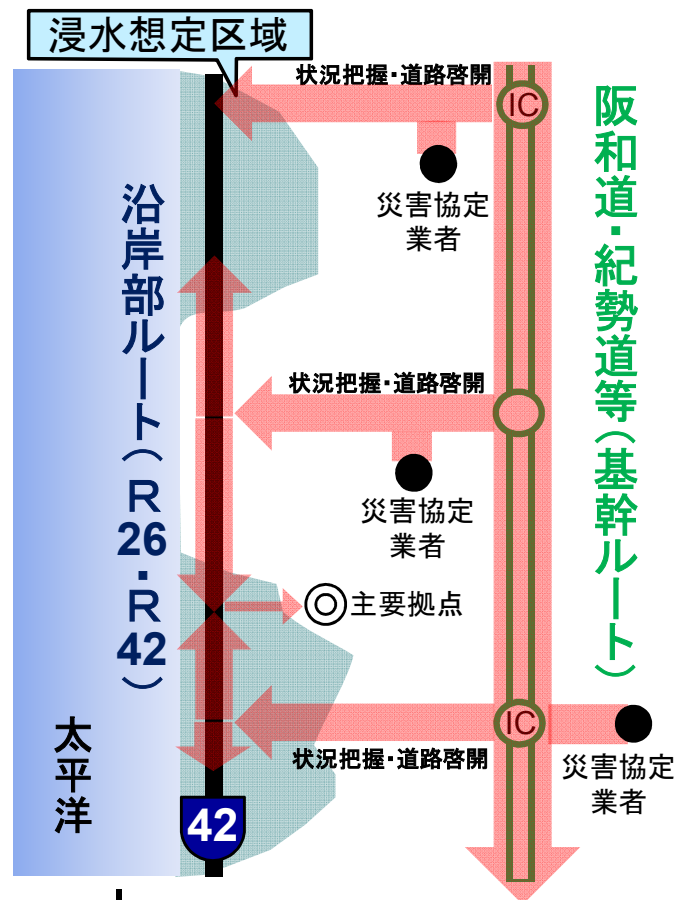 浸水想定区域
状況把握・道路啓開
IC
災害協定
業者
阪和道・紀勢道等(基幹ルート)
沿岸部ルート(R26・R42)
状況把握・道路啓開
災害協定
業者
主要拠点
IC
状況把握・道路啓開
災害協定
業者
太平洋
42